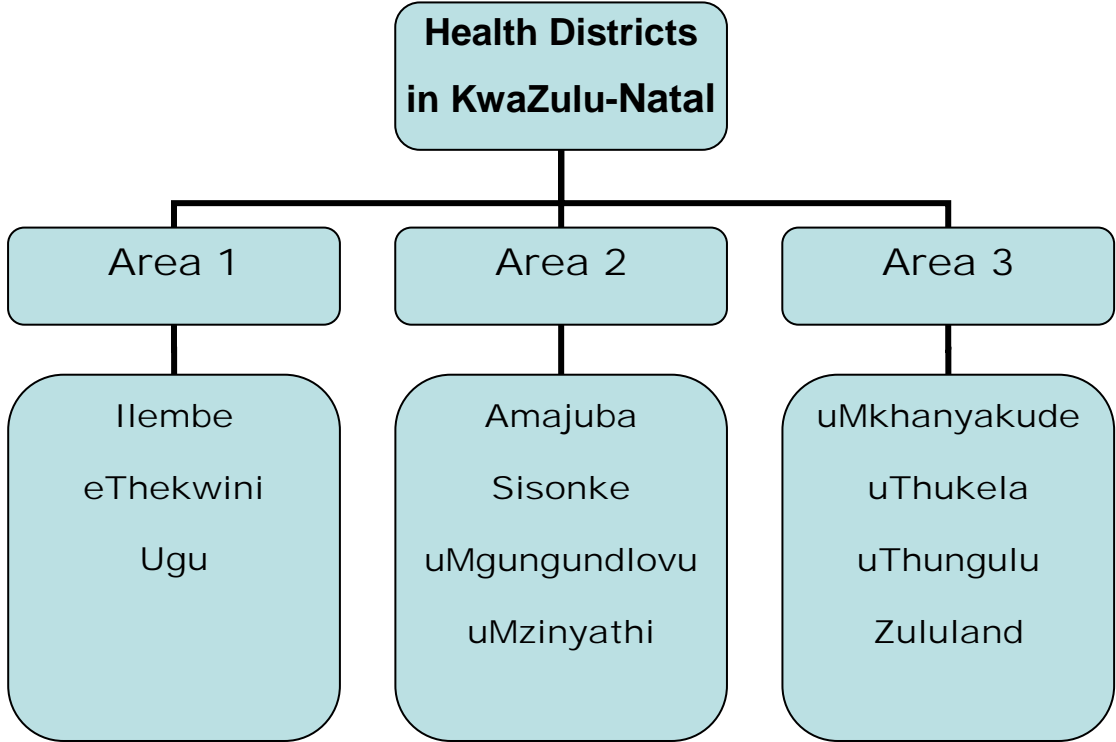 Health Districts
in KwaZulu-Natal
Area 1
Area 2
Area 3
Ilembe
eThekwini
Ugu
Amajuba
Sisonke
uMgungundlovu
uMzinyathi
uMkhanyakude
uThukela
uThungulu
Zululand